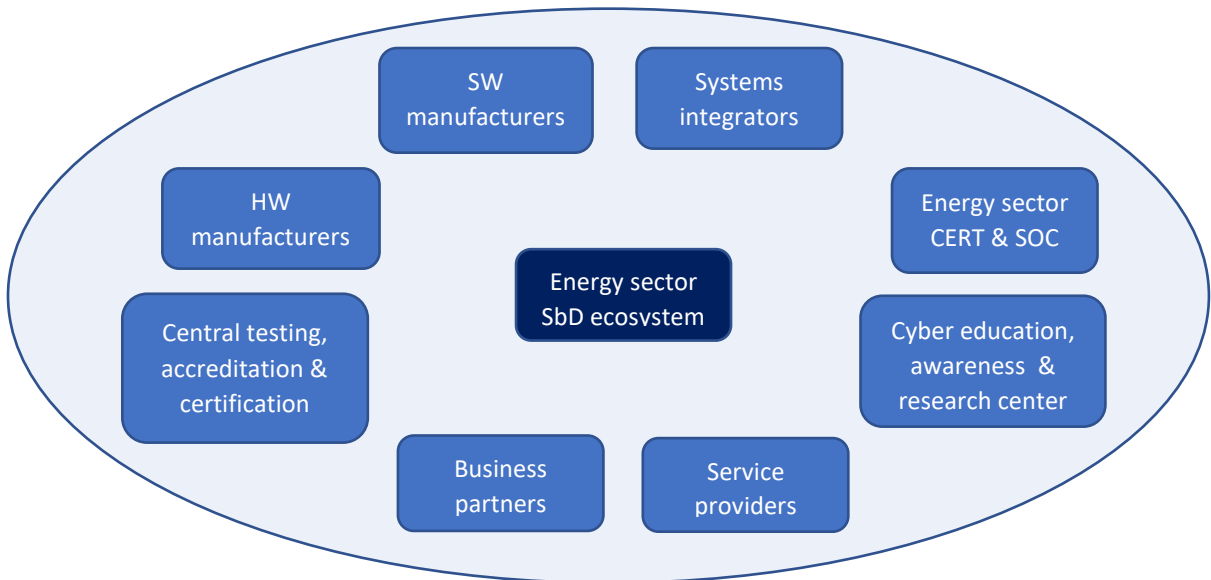 SW
manufacturers
Systems
integrators
HW
manufacturers
Energy sector
CERT & SOC
Energy sector
SbD ecosystem
Central testing,
accreditation &
certification
Cyber education,
awareness &
research center
Business
partners
Service
providers